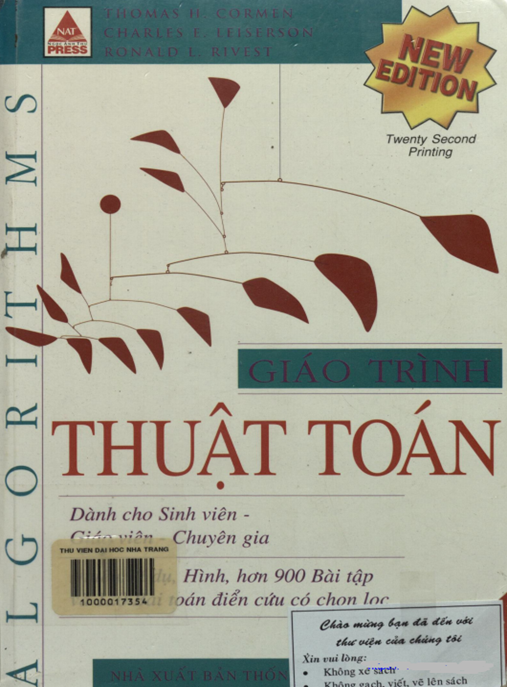 NAT
PRESS
THOMAS H. CORMEN
CHARLES E. LEISERSON
RONALD L. RIVEST
NEW
EDITION
Twenty Second
Printing
ALGORITHMS
GIÁO TRÌNH
THUẬT TOÁN
Dành cho Sinh viên -
Giáo viên - Chuyên gia
THU VIEN DAI HOC NHA TRANG
1000017354
dụ, Hình, hơn 900 Bài tập
toán điển cứu có chọn lọc
NHÀ XUẤT BẢN THỐN
Chào mừng bạn đã đến với
thư viện của chúng tôi
Xin vui lòng:
• Không xé sách
• Không gạch, viết, vẽ lên sách